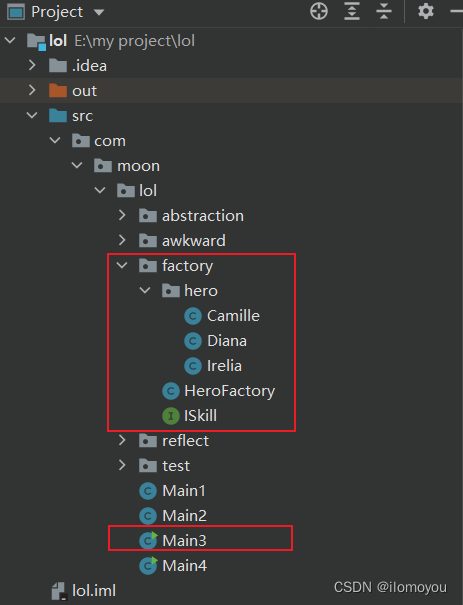 Project
lol E:\my project\lol
.idea
out
src
com
moon
lol
abstraction
awkward
factory
hero
Camille
Diana
Irelia
HeroFactory
ISkill
reflect
test
Main1
Main2
Main3
Main4
lol.iml
CSDN @ilomoyou